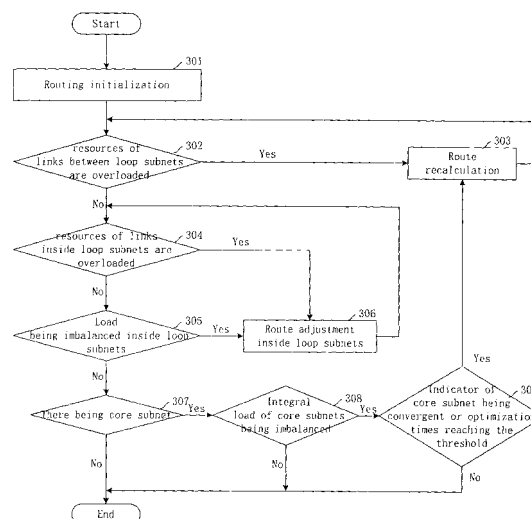 Start
301
Routing initialization
resources of
links between loop subnets
are overloaded
302
Yes
303
Route
recalculation
No
resources of links
inside loop subnets are
overloaded
304
Yes
No
Load
being imbalanced inside loop
subnets
305
Yes
306
Route adjustment
inside loop subnets
No
There being core subnet
307
Yes
Integral
load of core subnets
being imbalanced
308
Yes
Indicator of
core subnet being
convergent or optimization
times reaching the
threshold
30
Yes
No
No
No
End